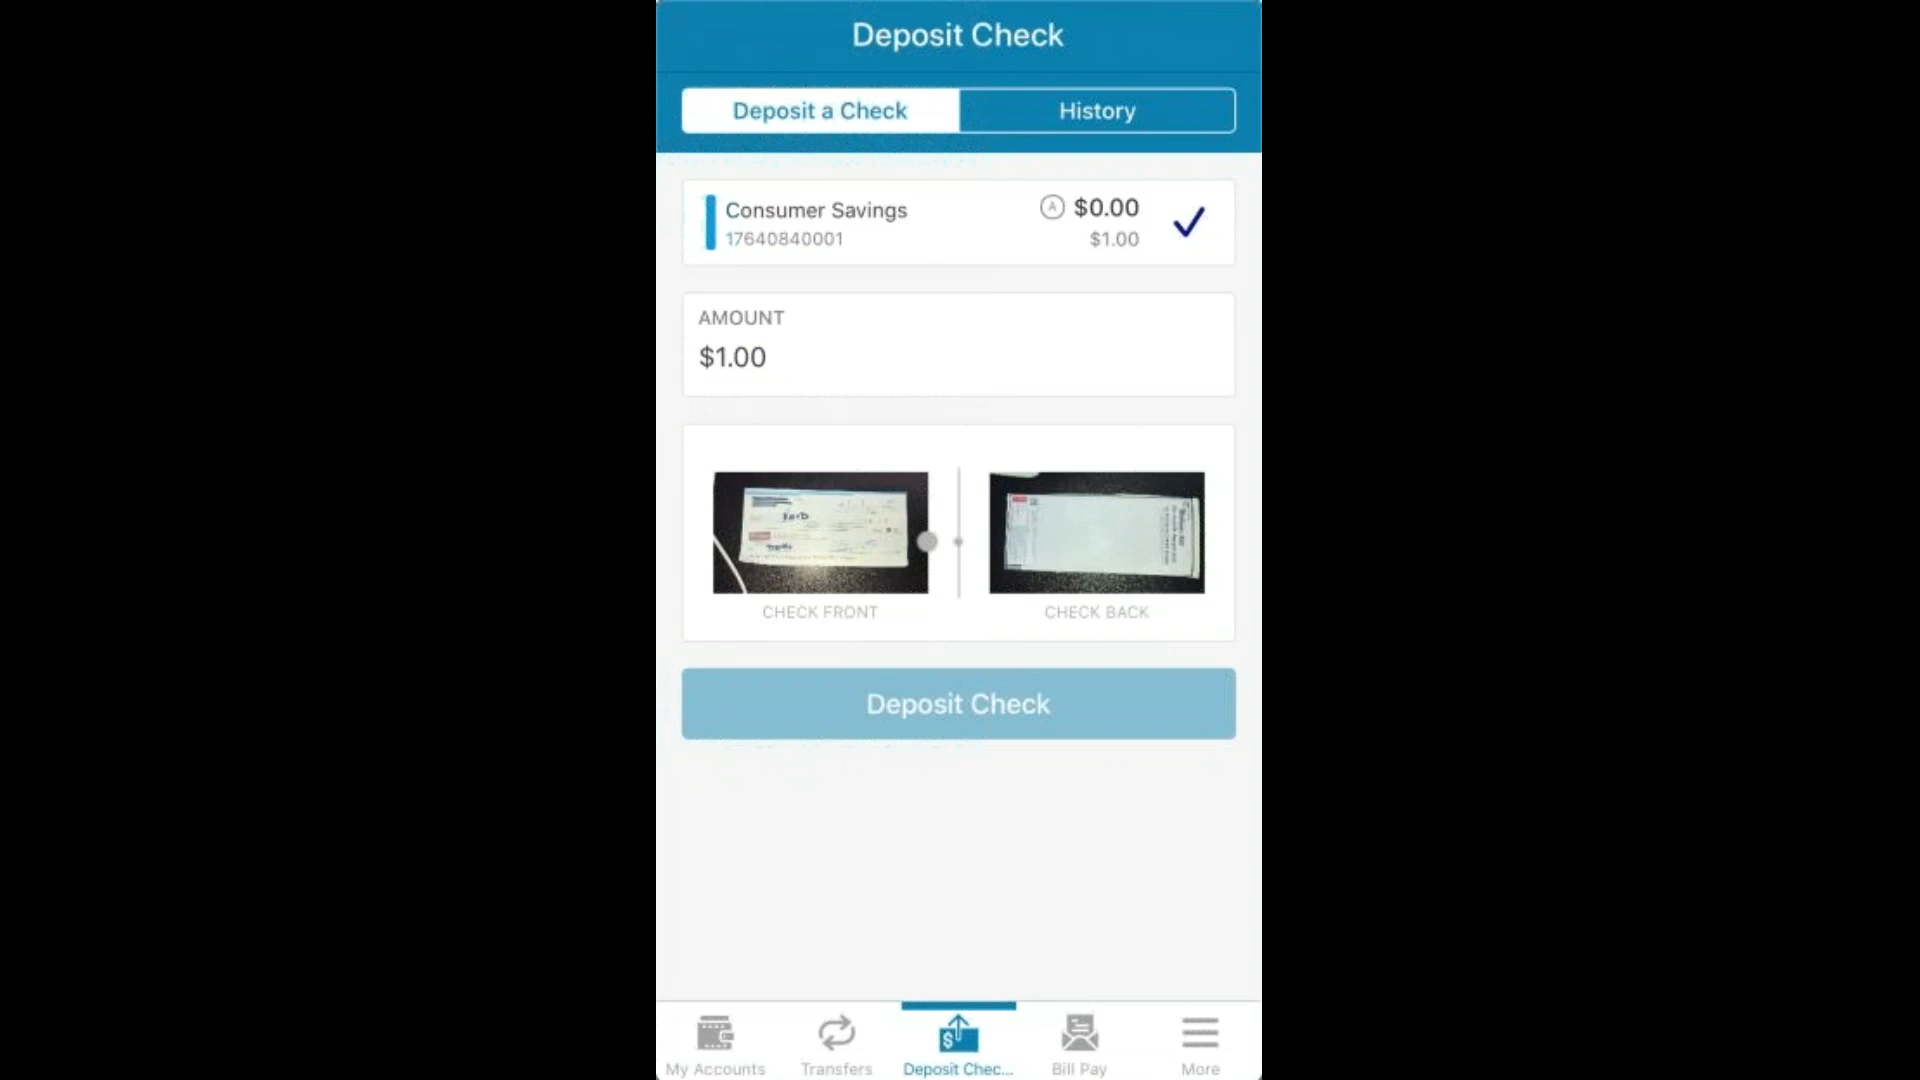 Deposit Check
Deposit a Check
History
Consumer Savings
A $0.00
17640840001
$1.00
AMOUNT
$1.00
VOID
CHECK FRONT
CHECK BACK
Deposit Check
My Accounts
Transfers
Deposit Chec...
Bill Pay
More